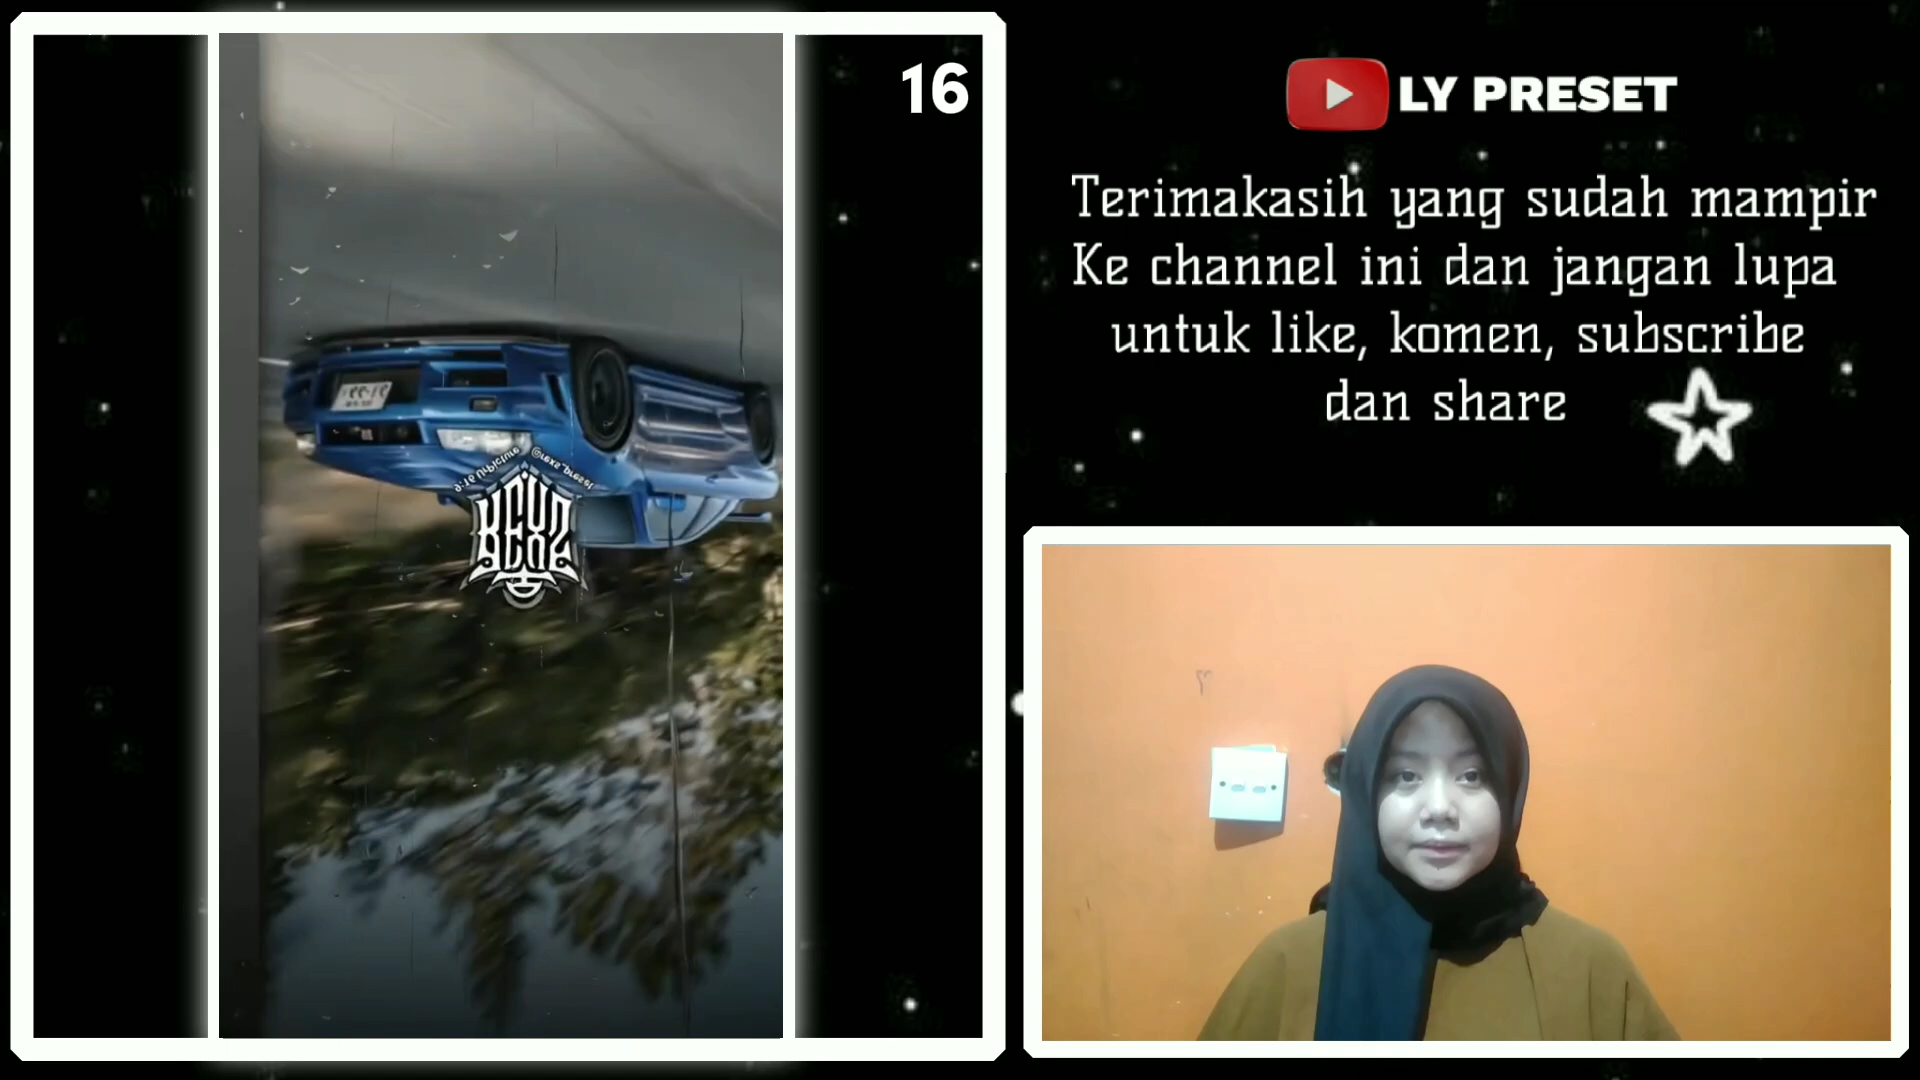 16
LY PRESET
Terimakasih yang sudah mampir
Ke channel ini dan jangan lupa
untuk like, komen, subscribe
dan share